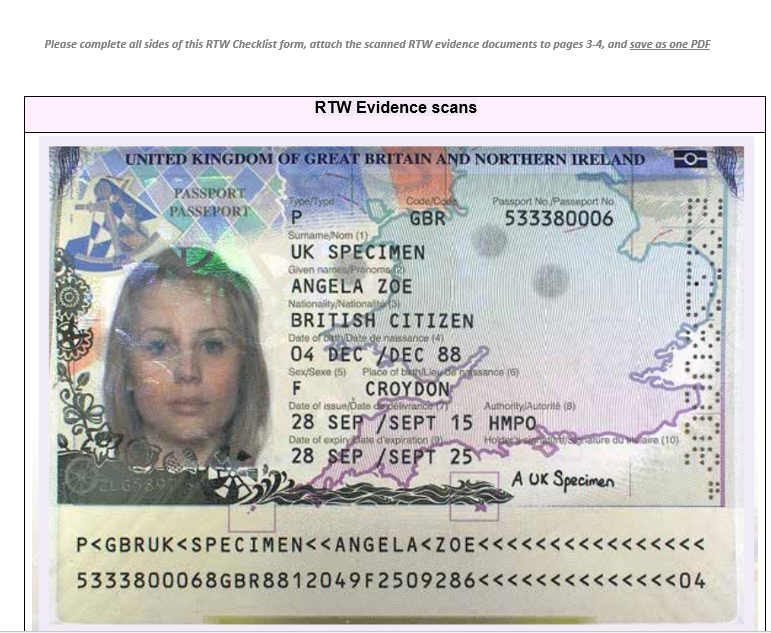 Please complete all sides of this RTW Checklist form, attach the scanned RTW evidence documents to pages 3-4, and save as one PDF
RTW Evidence scans
UNITED KINGDOM OF GREAT BRITAIN AND NORTHERN IRELAND
PASSPORT
PASSEPORT
Type/Type Code/Code Passport No./Passeport No.
P GBR 533380006
Surname/Nom (1)
UK SPECIMEN
Given names/Prénoms (2)
ANGELA ZOE
Nationality/Nationalité (3)
BRITISH CITIZEN
Date of birth/Date de naissance (4)
04 DEC /DEC 88
Sex/Sexe (5) Place of birth/Lieu de naissance (6)
F CROYDON
Date of issue/Date de délivrance (7) Authority/Autorité (8)
28 SEP /SEPT 15 HMPO
Date of expiry/Date d'expiration (9) Holder's signature/Signature du titulaire (10)
28 SEP /SEPT 25
A UK Specimen
P<GBRUK<SPECIMEN<<ANGELA<ZOE<<<<<<<<<<<<<<<<
5333800068GBR8812049F2509286<<<<<<<<<<<<<<04